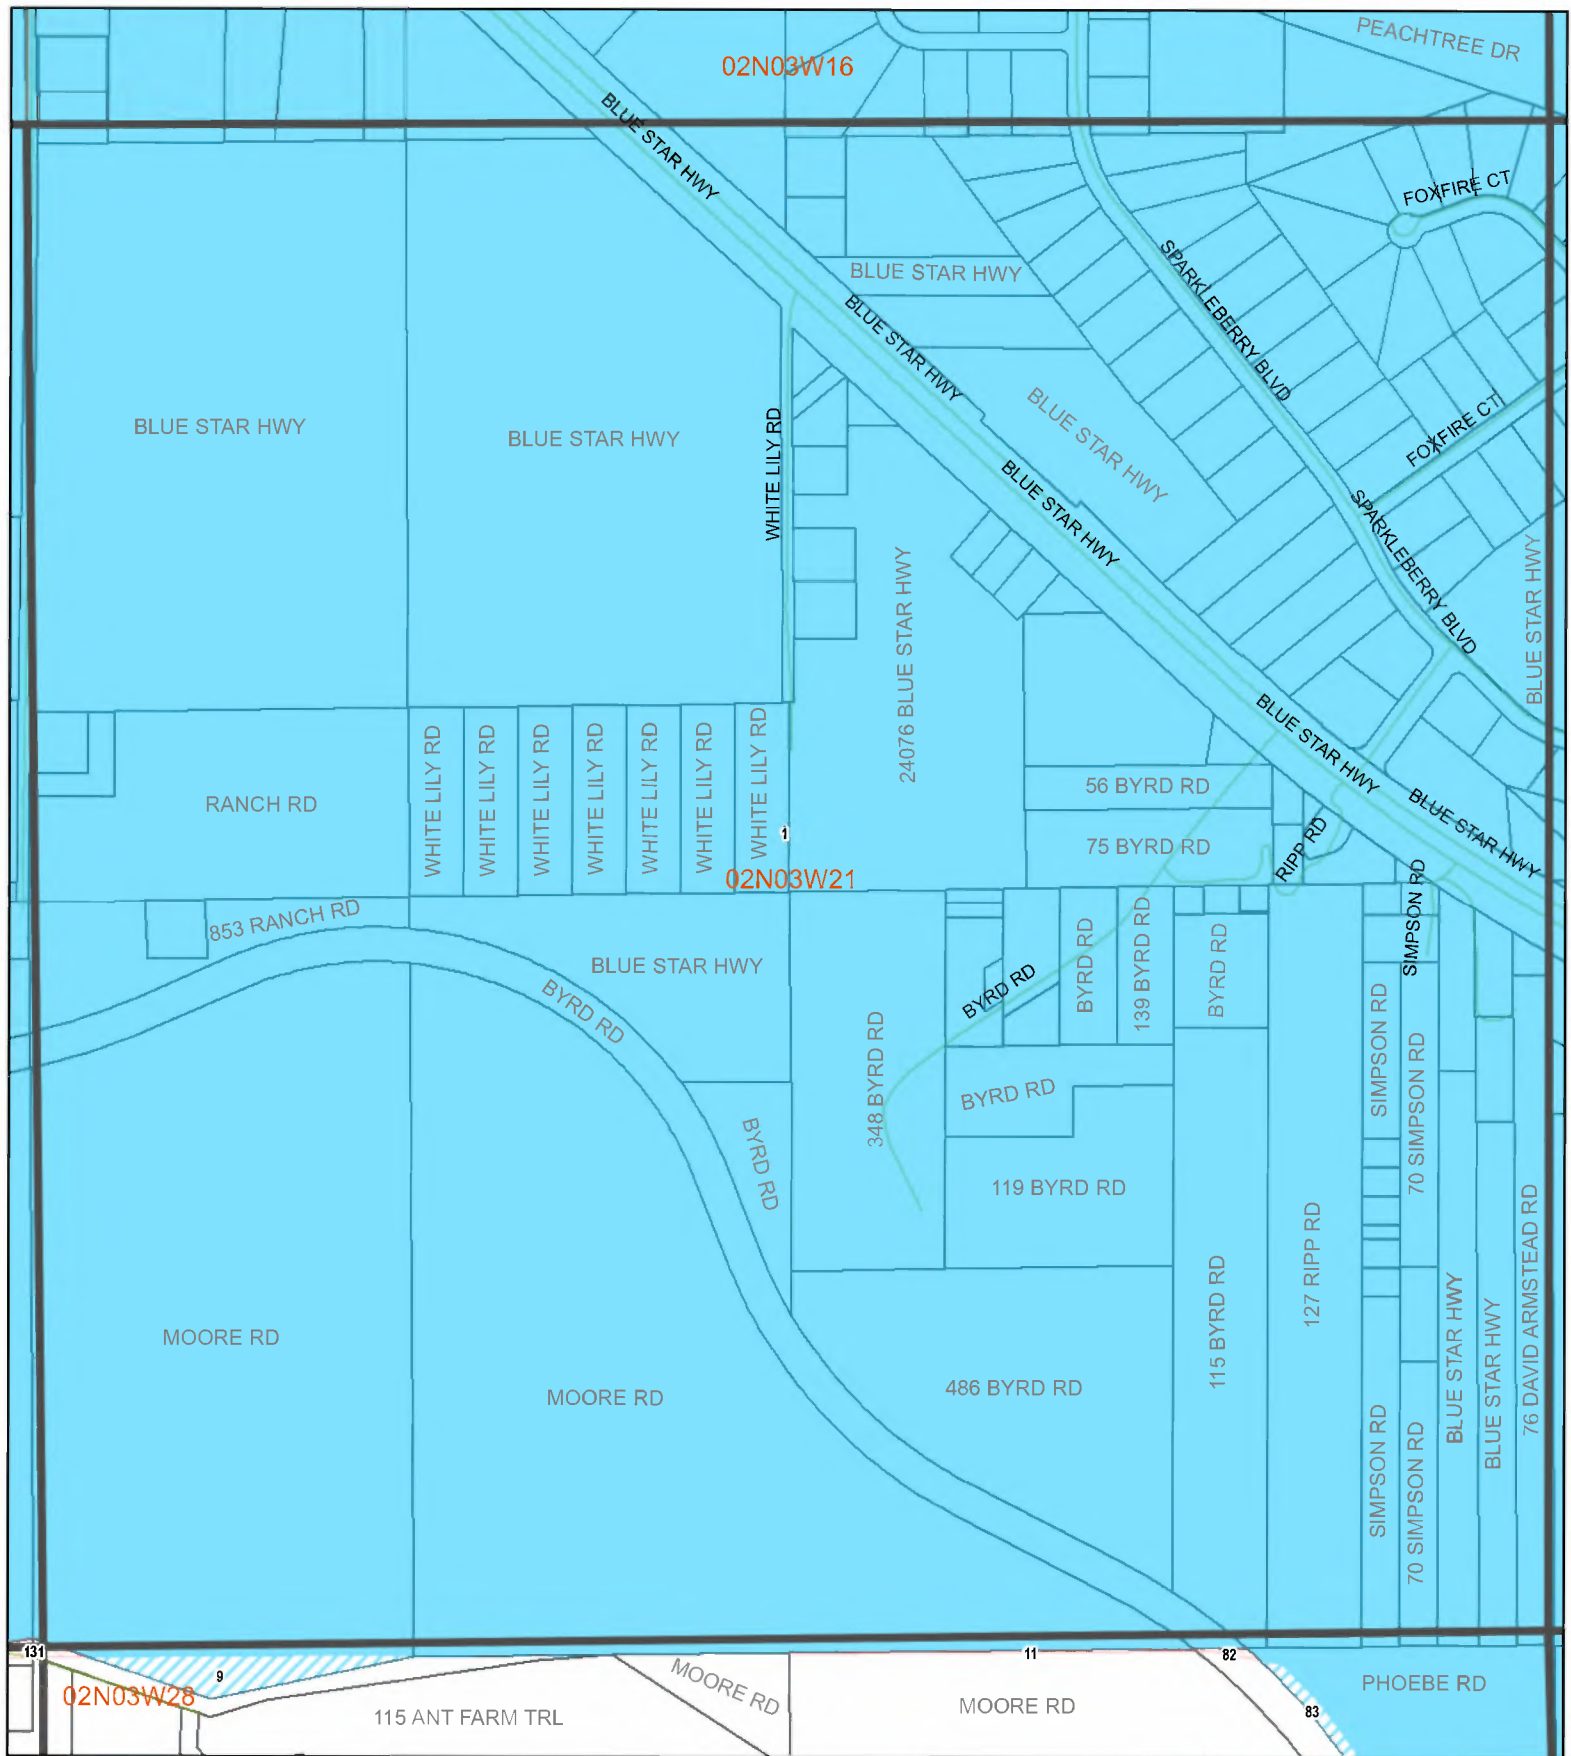 PEACHTREE DR
02N03W16
BLUE STAR HWY
FOXFIRE CT
BLUE STAR HWY
SPARKLEBERRY BLVD
BLUE STAR HWY
BLUE STAR HWY
BLUE STAR HWY
BLUE STAR HWY
WHITE LILY RD
FOXFIRE CT
BLUE STAR HWY
SPARKLEBERRY BLVD
BLUE STAR HWY
24076 BLUE STAR HWY
BLUE STAR HWY
BLUE STAR HWY
56 BYRD RD
RANCH RD
WHITE LILY RD
WHITE LILY RD
WHITE LILY RD
WHITE LILY RD
WHITE LILY RD
WHITE LILY RD
WHITE LILY RD
1
75 BYRD RD
RIPP RD
02N03W21
853 RANCH RD
SIMPSON RD
BLUE STAR HWY
BYRD RD
BYRD RD
BYRD RD
139 BYRD RD
BYRD RD
348 BYRD RD
SIMPSON RD
70 SIMPSON RD
BYRD RD
BYRD RD
119 BYRD RD
127 RIPP RD
76 DAVID ARMSTEAD RD
MOORE RD
MOORE RD
486 BYRD RD
115 BYRD RD
BLUE STAR HWY
BLUE STAR HWY
SIMPSON RD
70 SIMPSON RD
131
9
11
82
02N03W28
115 ANT FARM TRL
MOORE RD
MOORE RD
PHOEBE RD
83